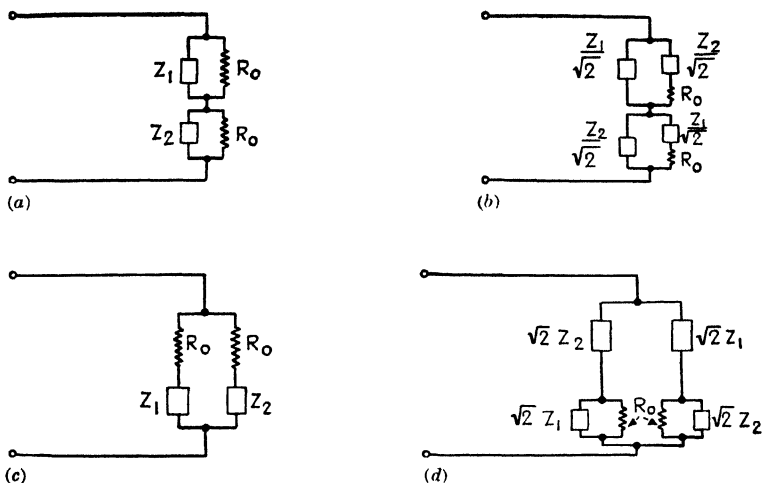 Z₁ R₀
Z₂ R₀
(a)
Z₁/√2 Z₂/√2
R₀
Z₂/√2 Z₁/√2
R₀
(b)
R₀ R₀
Z₁ Z₂
(c)
√2 Z₂ √2 Z₁
R₀
√2 Z₁ √2 Z₂
(d)